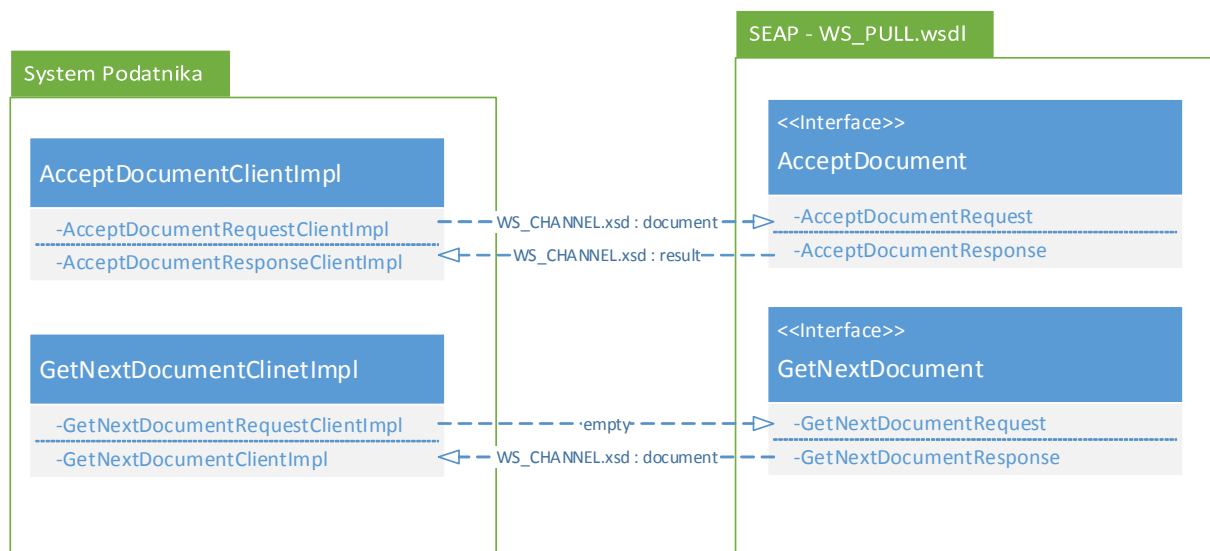 SEAP - WS_PULL.wsdl
System Podatnika
AcceptDocumentClientImpl
-AcceptDocumentRequestClientImpl
-AcceptDocumentResponseClientImpl
WS_CHANNEL.xsd : document
WS_CHANNEL.xsd : result
<<Interface>>
AcceptDocument
-AcceptDocumentRequest
-AcceptDocumentResponse
GetNextDocumentClinetImpl
-GetNextDocumentRequestClientImpl
-GetNextDocumentClientImpl
empty
WS_CHANNEL.xsd : document
<<Interface>>
GetNextDocument
-GetNextDocumentRequest
-GetNextDocumentResponse